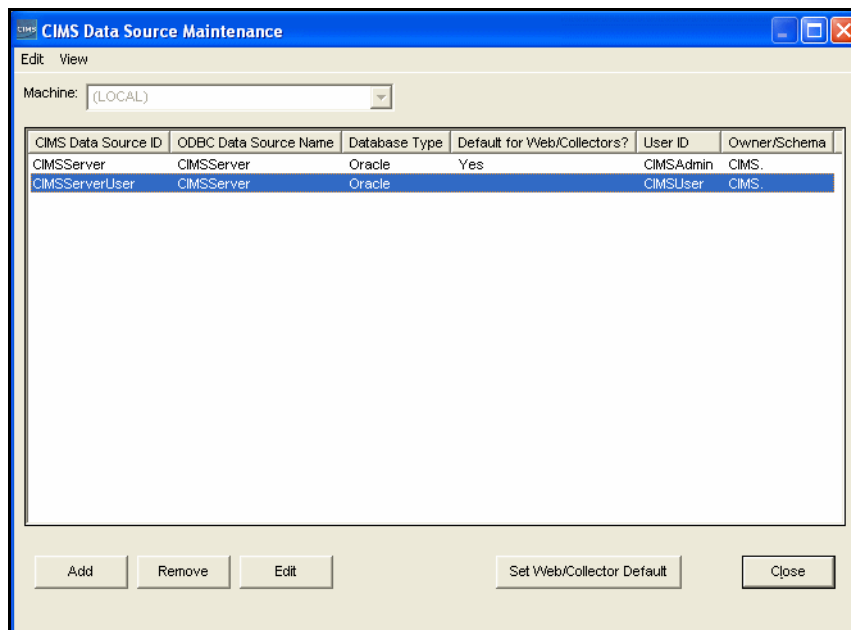 CIMS CIMS Data Source Maintenance
Edit View
Machine: (LOCAL)
CIMS Data Source ID ODBC Data Source Name Database Type Default for Web/Collectors? User ID Owner/Schema
CIMSServer CIMSServer Oracle Yes CIMSAdmin CIMS.
CIMSServerUser CIMSServer Oracle CIMSUser CIMS.
Add Remove Edit Set Web/Collector Default Close